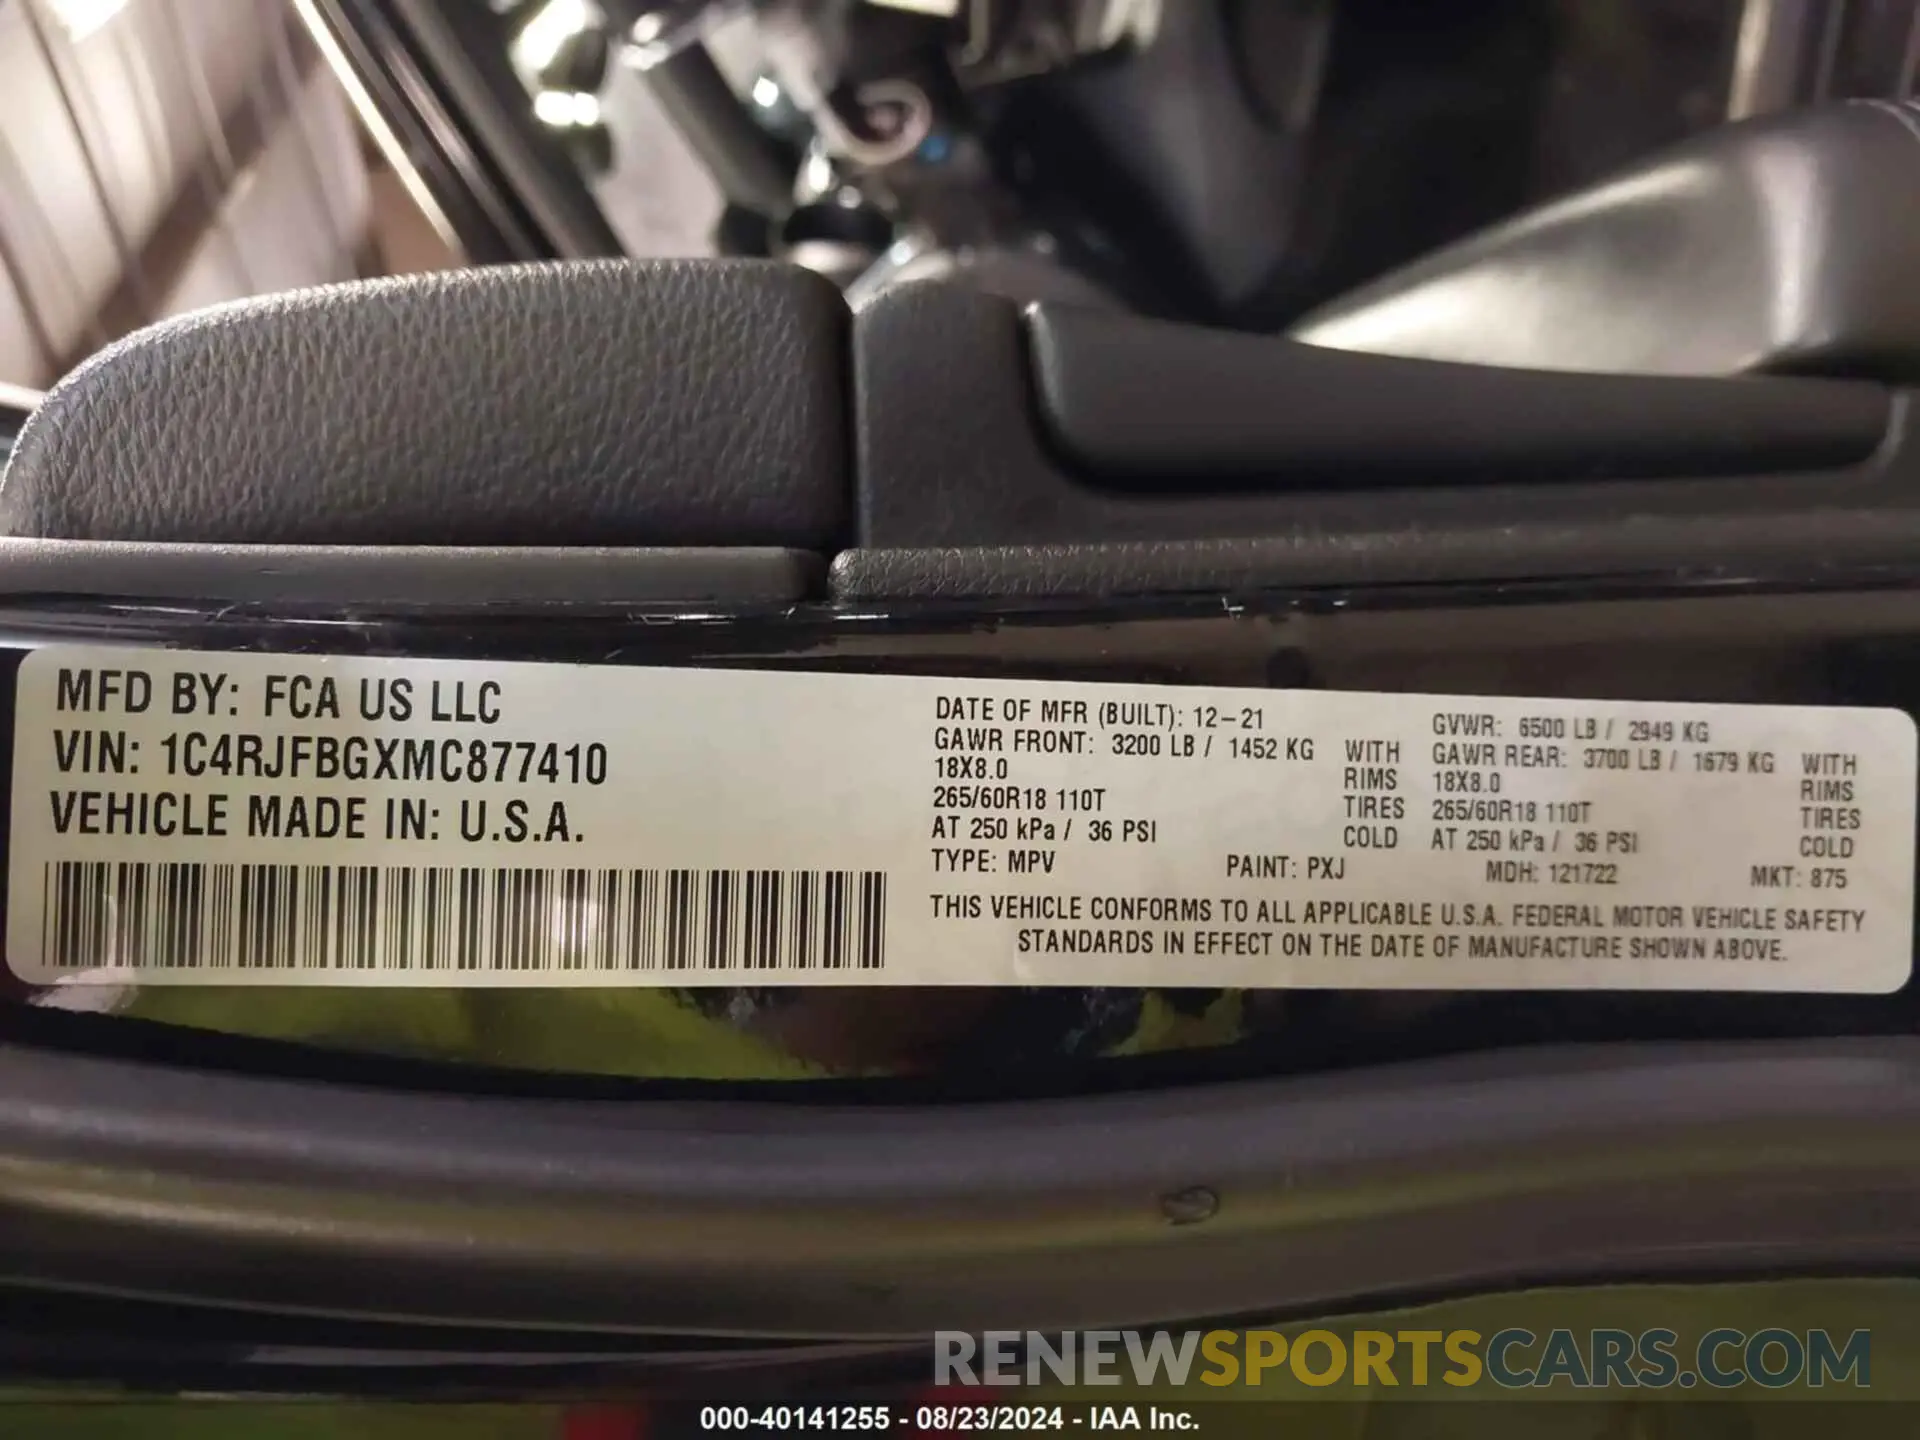 MFD BY: FCA US LLC
VIN: 1C4RJFBGXMC877410
VEHICLE MADE IN: U.S.A.
DATE OF MFR (BUILT): 12-21
GAWR FRONT: 3200 LB / 1452 KG WITH
18X8.0 RIMS
265/60R18 110T TIRES
AT 250 kPa / 36 PSI COLD
GVWR: 6500 LB / 2949 KG
GAWR REAR: 3700 LB / 1679 KG WITH
18X8.0 RIMS
265/60R18 110T TIRES
AT 250 kPa / 36 PSI COLD
TYPE: MPV PAINT: PXJ MDH: 121722 MKT: 875
THIS VEHICLE CONFORMS TO ALL APPLICABLE U.S.A. FEDERAL MOTOR VEHICLE SAFETY
STANDARDS IN EFFECT ON THE DATE OF MANUFACTURE SHOWN ABOVE.
RENEWSPORTSCARS.COM
000-40141255 - 08/23/2024 - IAA Inc.